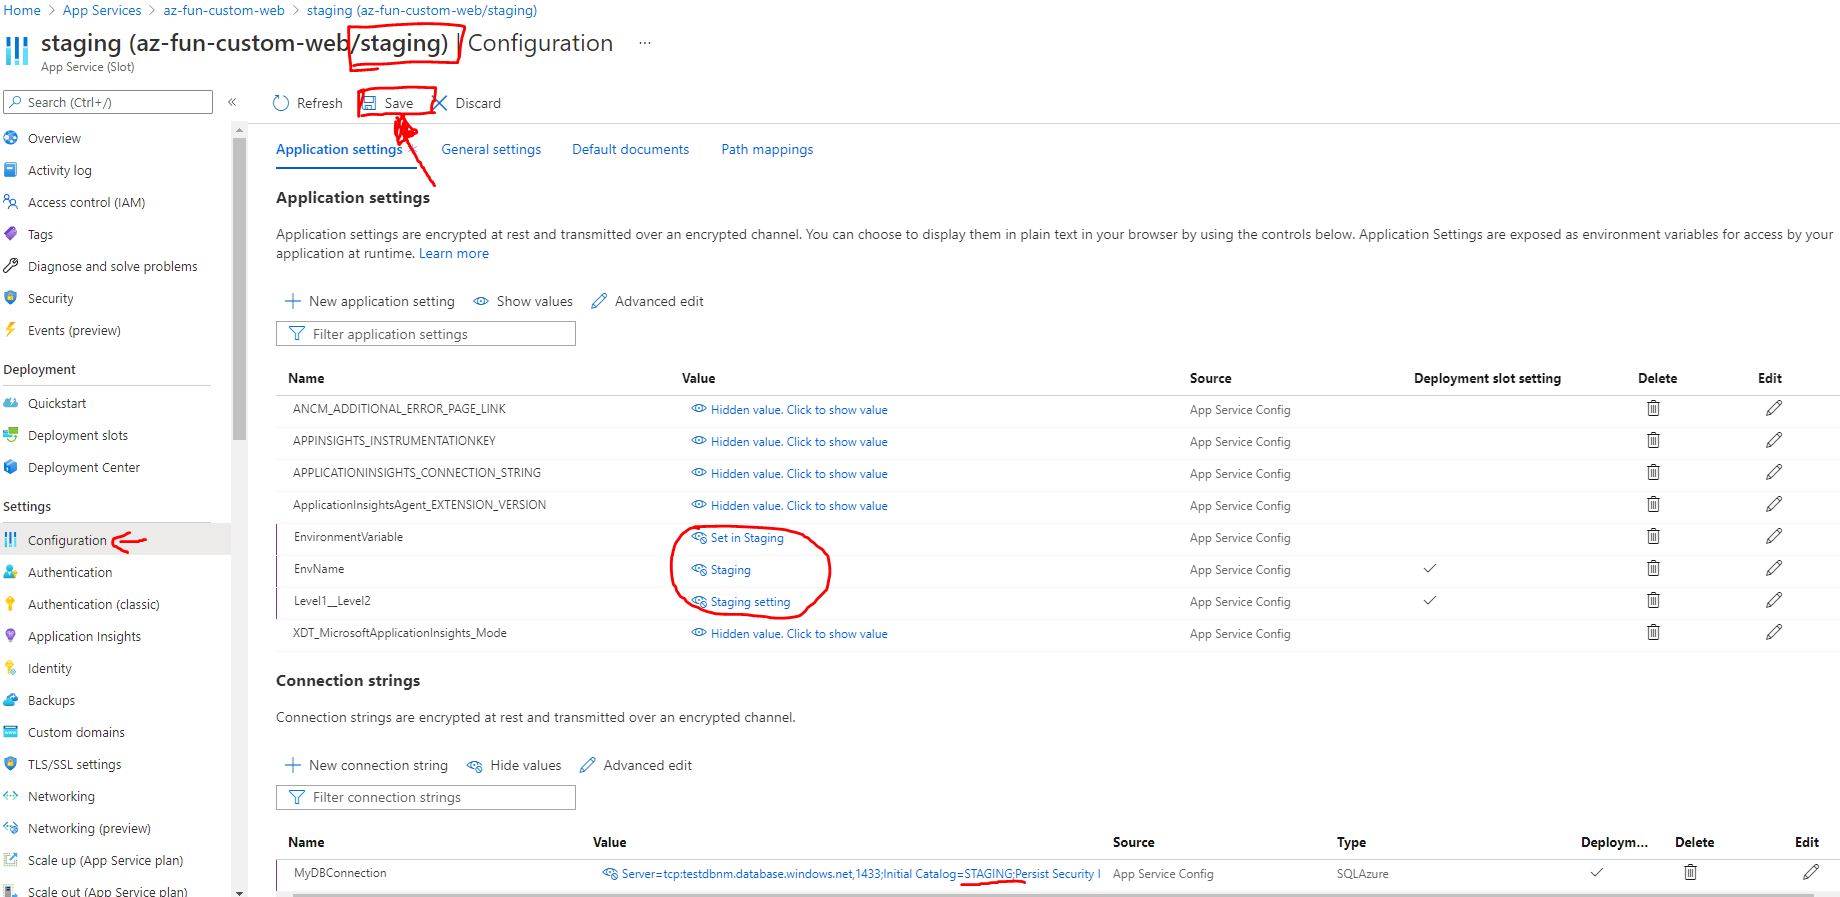 Home > App Services > az-fun-custom-web > staging (az-fun-custom-web/staging)
staging (az-fun-custom-web/staging) | Configuration ...
App Service (Slot)
Search (Ctrl+/) «
Refresh Save Discard
Overview
Activity log
Access control (IAM)
Tags
Diagnose and solve problems
Security
Events (preview)
Deployment
Quickstart
Deployment slots
Deployment Center
Settings
Configuration
Authentication
Authentication (classic)
Application Insights
Identity
Backups
Custom domains
TLS/SSL settings
Networking
Networking (preview)
Scale up (App Service plan)
Scale out (App Service plan)
Application settings General settings Default documents Path mappings
Application settings
Application settings are encrypted at rest and transmitted over an encrypted channel. You can choose to display them in plain text in your browser by using the controls below. Application Settings are exposed as environment variables for access by your
application at runtime. Learn more
New application setting Show values Advanced edit
Filter application settings
Name Value Source Deployment slot setting Delete Edit
ANCM_ADDITIONAL_ERROR_PAGE_LINK Hidden value. Click to show value App Service Config
APPINSIGHTS_INSTRUMENTATIONKEY Hidden value. Click to show value App Service Config
APPLICATIONINSIGHTS_CONNECTION_STRING Hidden value. Click to show value App Service Config
ApplicationInsightsAgent_EXTENSION_VERSION Hidden value. Click to show value App Service Config
EnvironmentVariable Set in Staging App Service Config
EnvName Staging App Service Config
Level1__Level2 Staging setting App Service Config
XDT_MicrosoftApplicationInsights_Mode Hidden value. Click to show value App Service Config
Connection strings
Connection strings are encrypted at rest and transmitted over an encrypted channel.
New connection string Hide values Advanced edit
Filter connection strings
Name Value Source Type Deploym... Delete Edit
MyDBConnection Server=tcp:testdbnm.database.windows.net,1433;Initial Catalog=STAGING;Persist Security I App Service Config SQLAzure